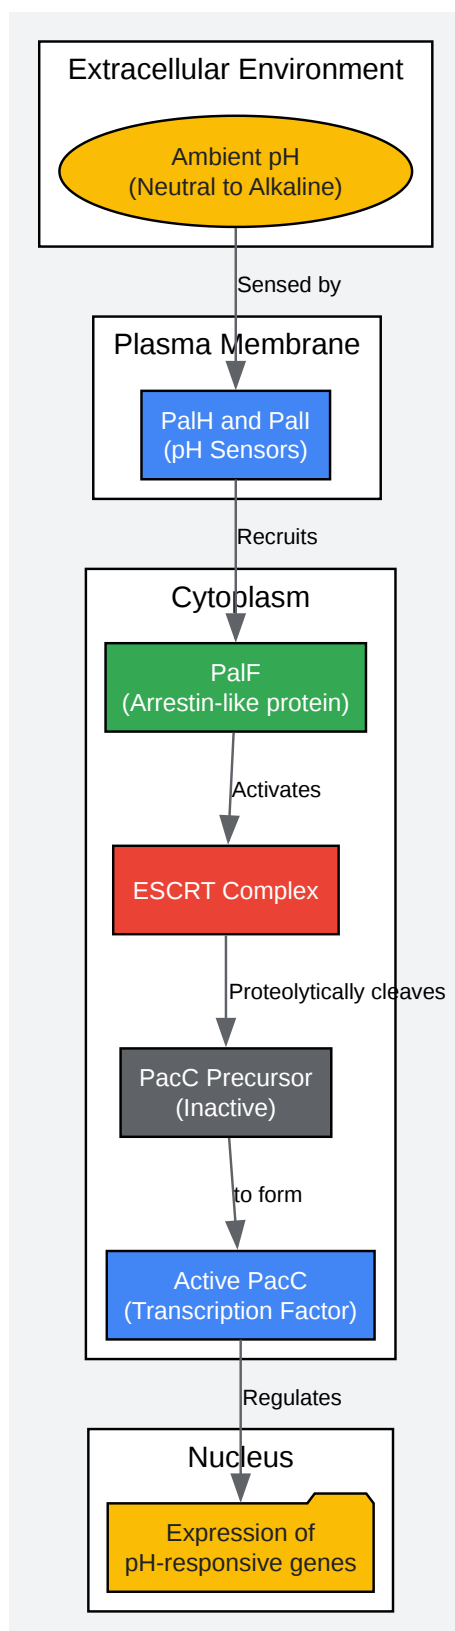 Extracellular Environment
Ambient pH
(Neutral to Alkaline)
Sensed by
Plasma Membrane
PalH and PalI
(pH Sensors)
Recruits
Cytoplasm
PalF
(Arrestin-like protein)
Activates
ESCRT Complex
Proteolytically cleaves
PacC Precursor
(Inactive)
to form
Active PacC
(Transcription Factor)
Regulates
Nucleus
Expression of
pH-responsive genes